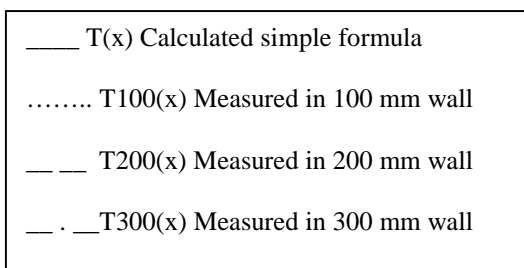 ____ T(x) Calculated simple formula
…….. T100(x) Measured in 100 mm wall
__ __ T200(x) Measured in 200 mm wall
__ . __T300(x) Measured in 300 mm wall